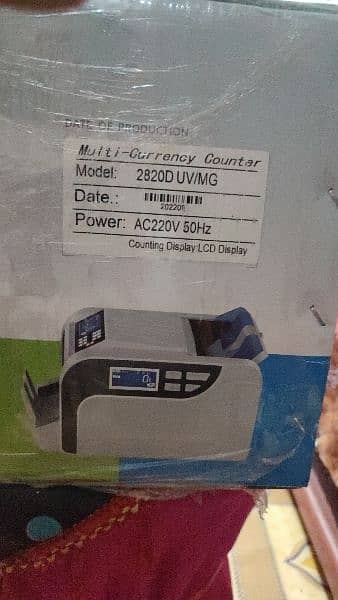 DATE OF PRODUCTION
Multi-Currency Counter
Model: 2820D UV/MG
Date.:
202206
Power: AC220V 50Hz
Counting Display:LCD Display